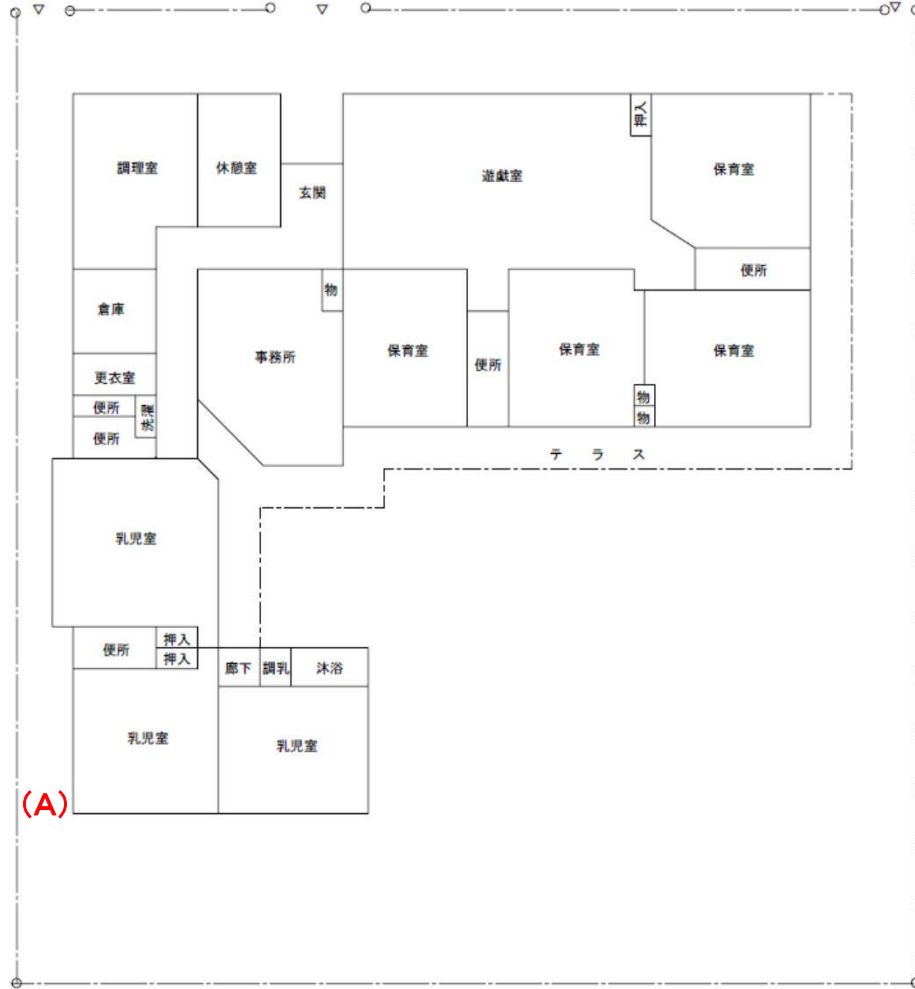 調理室
休憩室
玄関
遊戯室
押入
保育室
便所
倉庫
物
事務所
保育室
便所
保育室
保育室
更衣室
便所
洗濯
便所
物
物
テラス
乳児室
便所
押入
押入
廊下
調乳
沐浴
乳児室
乳児室
(A)